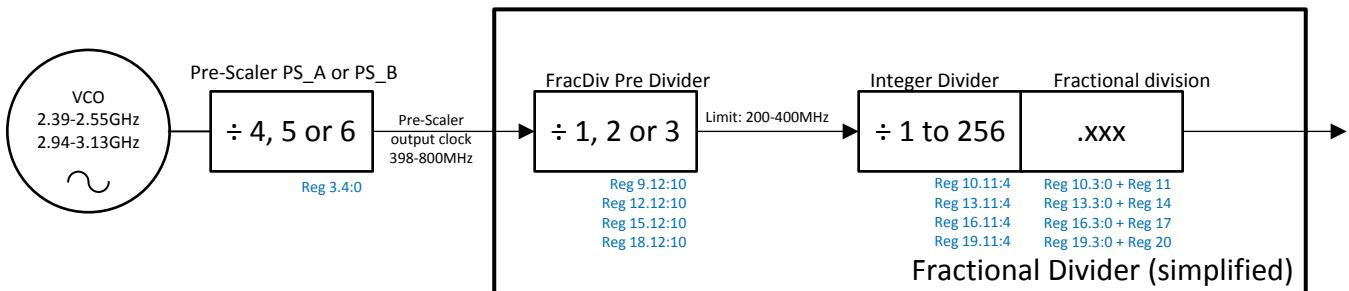 Pre-Scaler PS_A or PS_B
VCO
2.39-2.55GHz
2.94-3.13GHz
÷ 4, 5 or 6
Reg 3.4:0
Pre-Scaler
output clock
398-800MHz
FracDiv Pre Divider
÷ 1, 2 or 3
Reg 9.12:10
Reg 12.12:10
Reg 15.12:10
Reg 18.12:10
Limit: 200-400MHz
Integer Divider
÷ 1 to 256
Reg 10.11:4
Reg 13.11:4
Reg 16.11:4
Reg 19.11:4
Fractional division
.xxx
Reg 10.3:0 + Reg 11
Reg 13.3:0 + Reg 14
Reg 16.3:0 + Reg 17
Reg 19.3:0 + Reg 20
Fractional Divider (simplified)